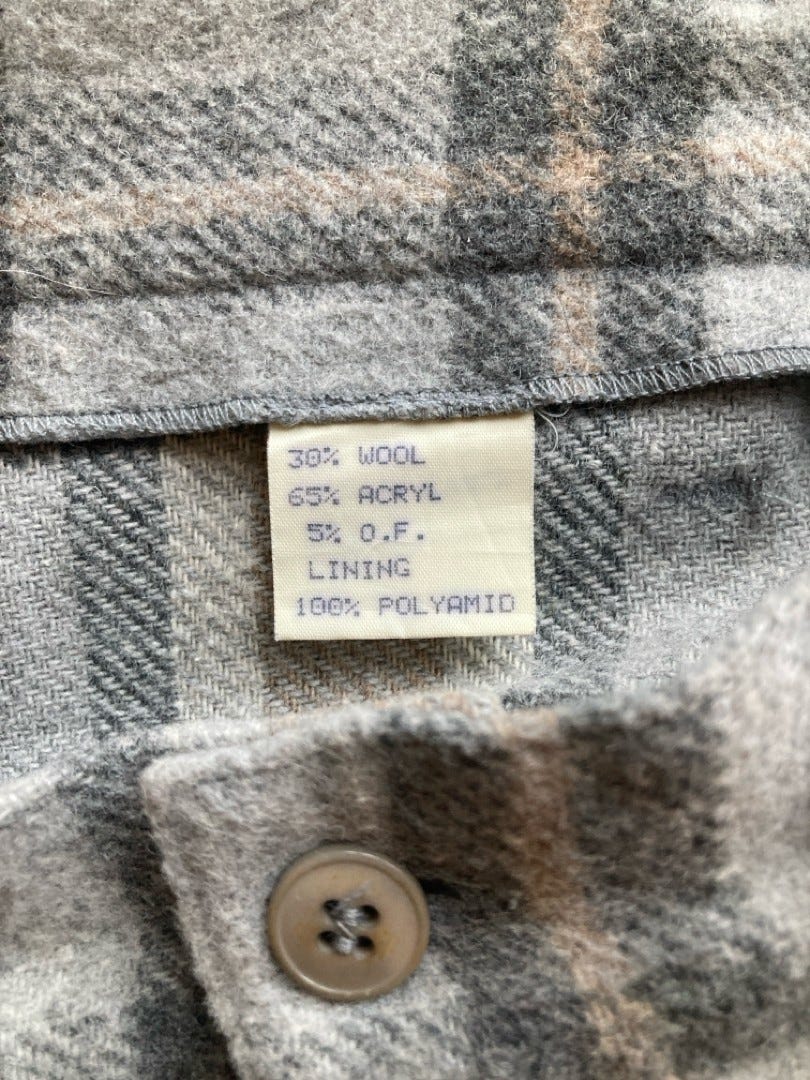 30% WOOL
65% ACRYL
5% O.F.
LINING
100% POLYAMID